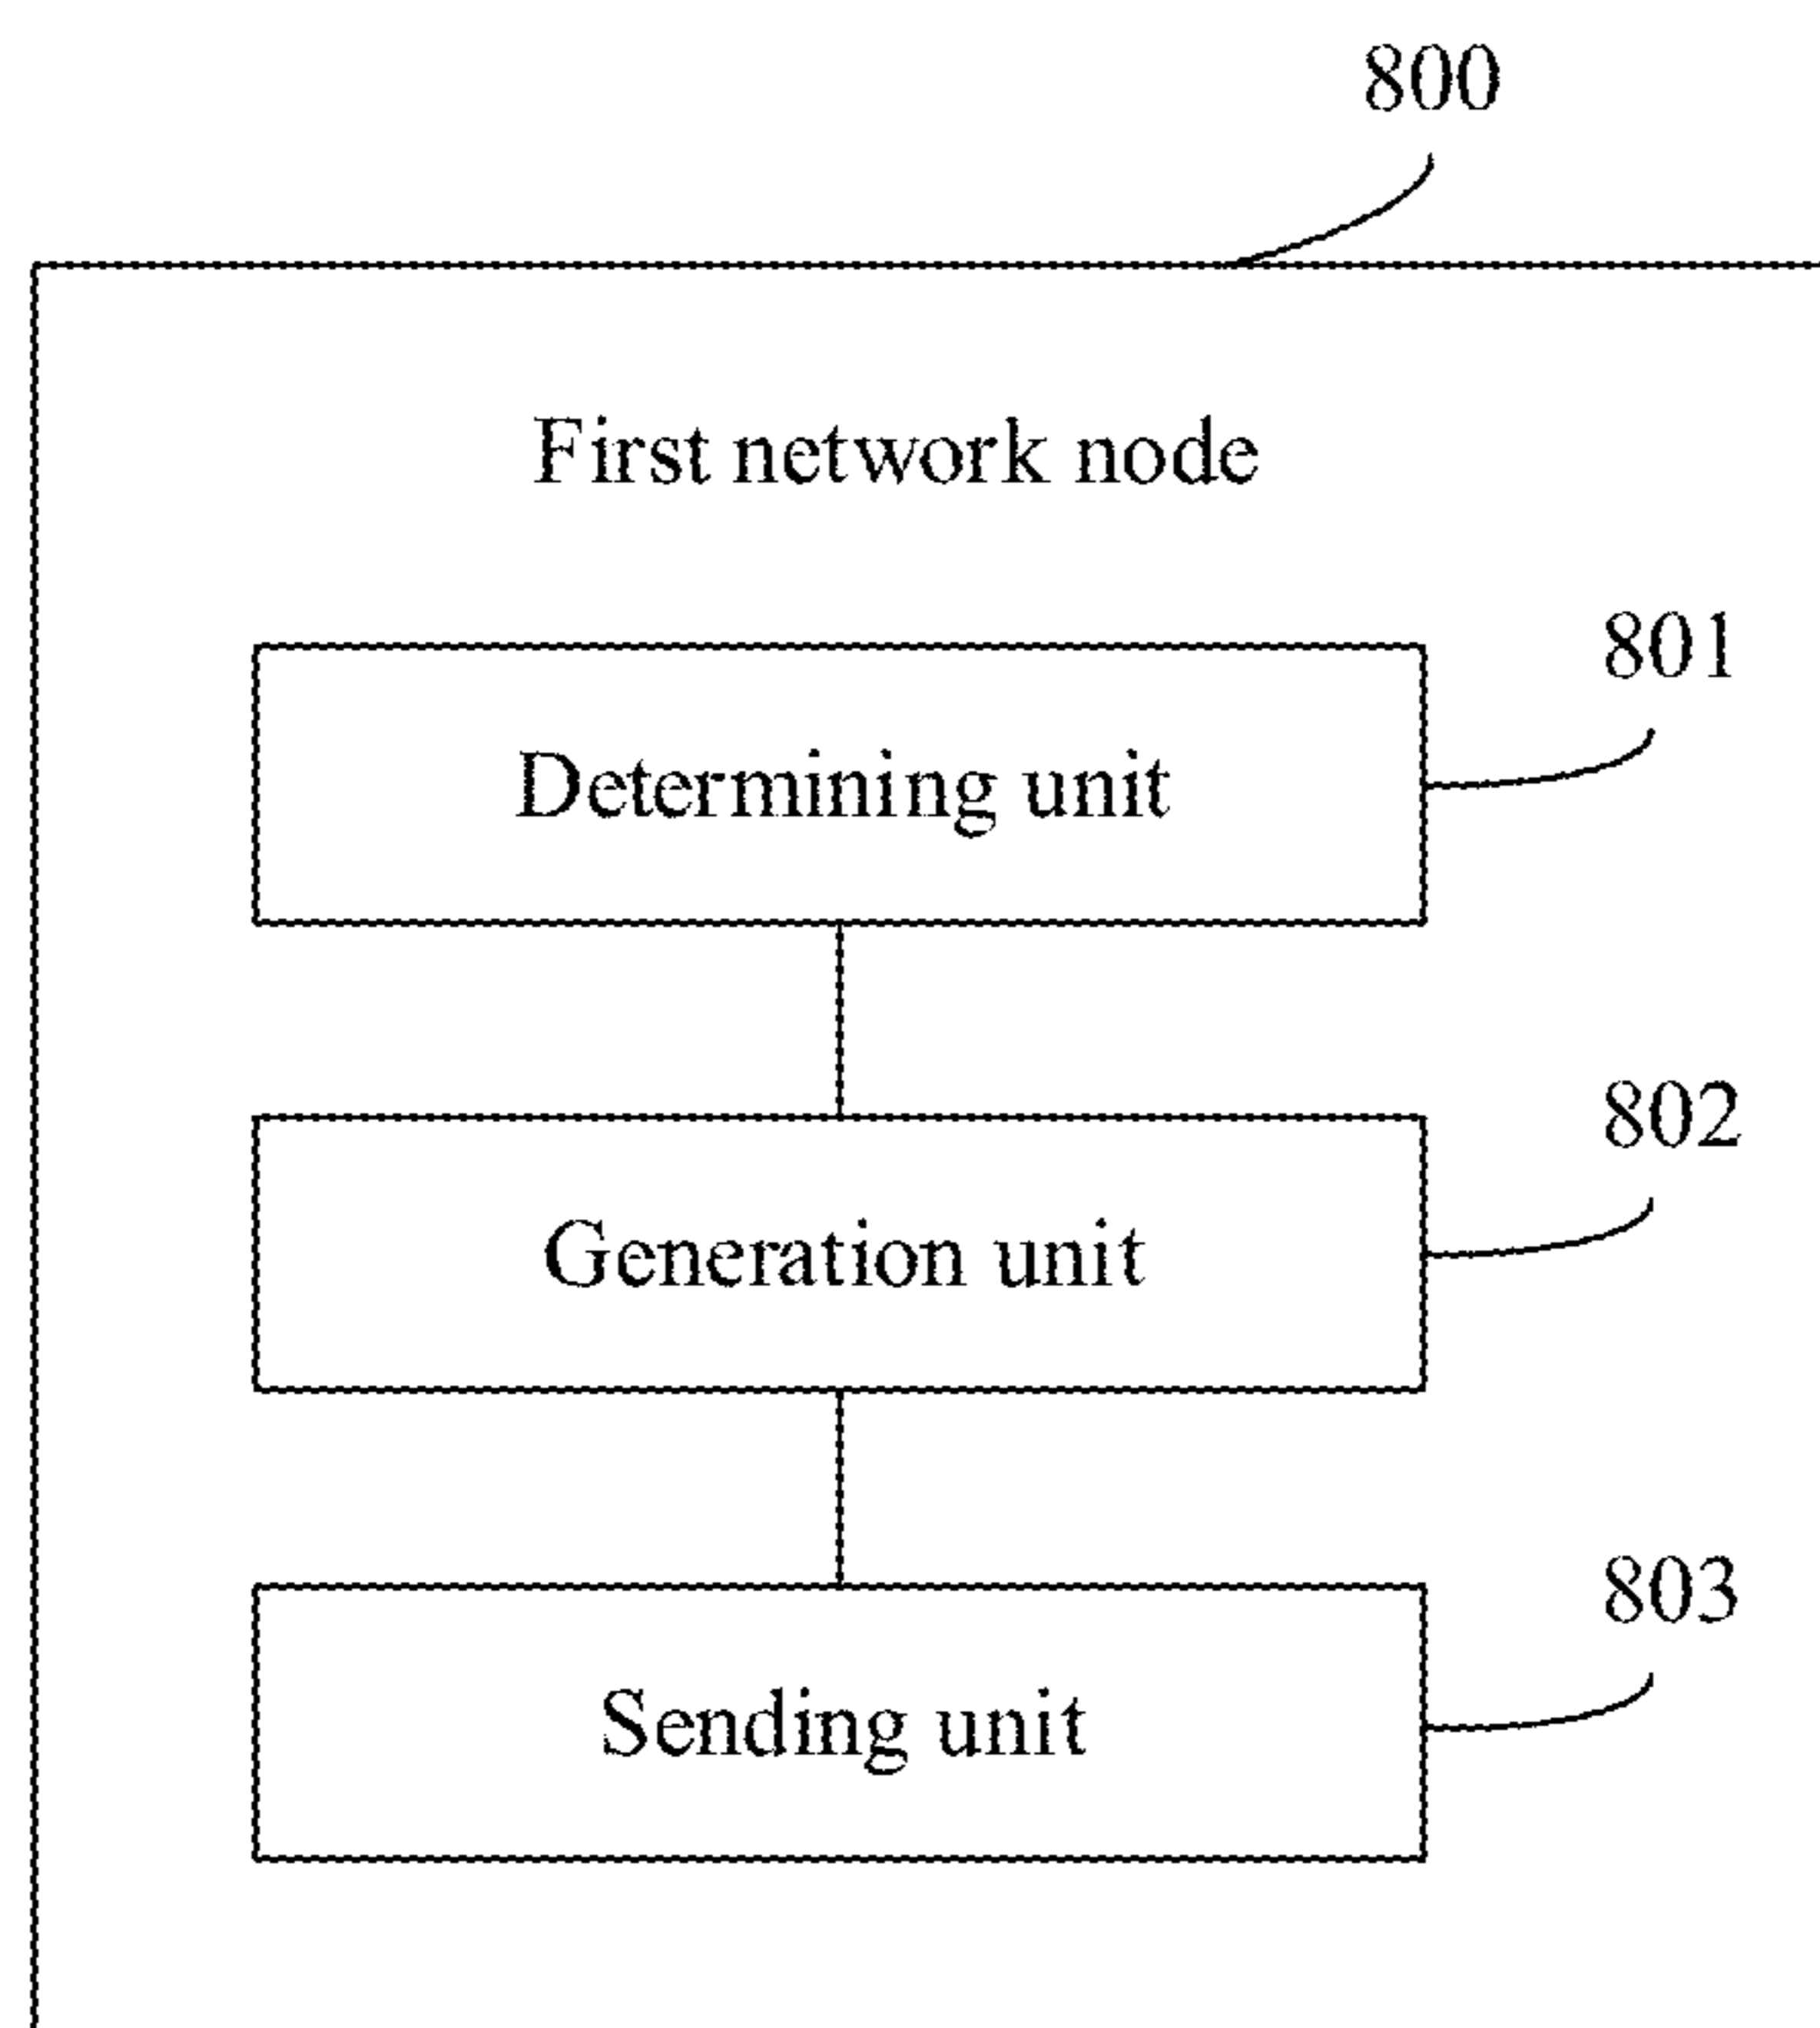 800
First network node
801
Determining unit
802
Generation unit
803
Sending unit